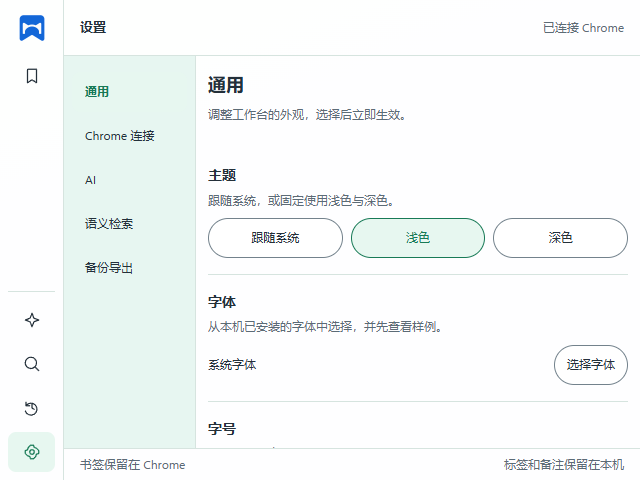 设置
已连接 Chrome
通用
Chrome 连接
AI
语义检索
备份导出
通用
调整工作台的外观，选择后立即生效。
主题
跟随系统，或固定使用浅色与深色。
跟随系统
浅色
深色
字体
从本机已安装的字体中选择，并先查看样例。
系统字体
选择字体
字号
书签保留在 Chrome
标签和备注保留在本机